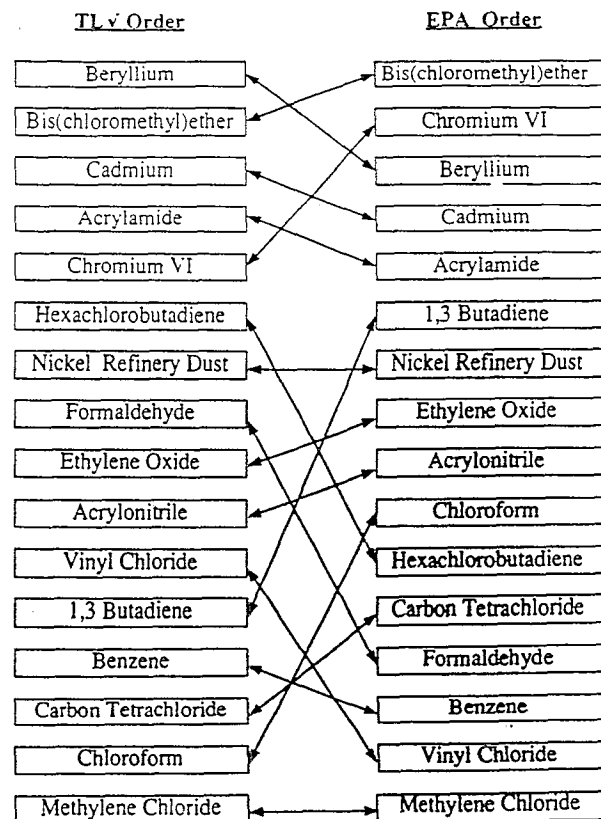 TLV Order
EPA Order
Beryllium
Bis(chloromethyl)ether
Bis(chloromethyl)ether
Chromium VI
Cadmium
Beryllium
Acrylamide
Cadmium
Chromium VI
Acrylamide
Hexachlorobutadiene
1,3 Butadiene
Nickel Refinery Dust
Nickel Refinery Dust
Formaldehyde
Ethylene Oxide
Ethylene Oxide
Acrylonitrile
Acrylonitrile
Chloroform
Vinyl Chloride
Hexachlorobutadiene
1,3 Butadiene
Carbon Tetrachloride
Benzene
Formaldehyde
Carbon Tetrachloride
Benzene
Chloroform
Vinyl Chloride
Methylene Chloride
Methylene Chloride